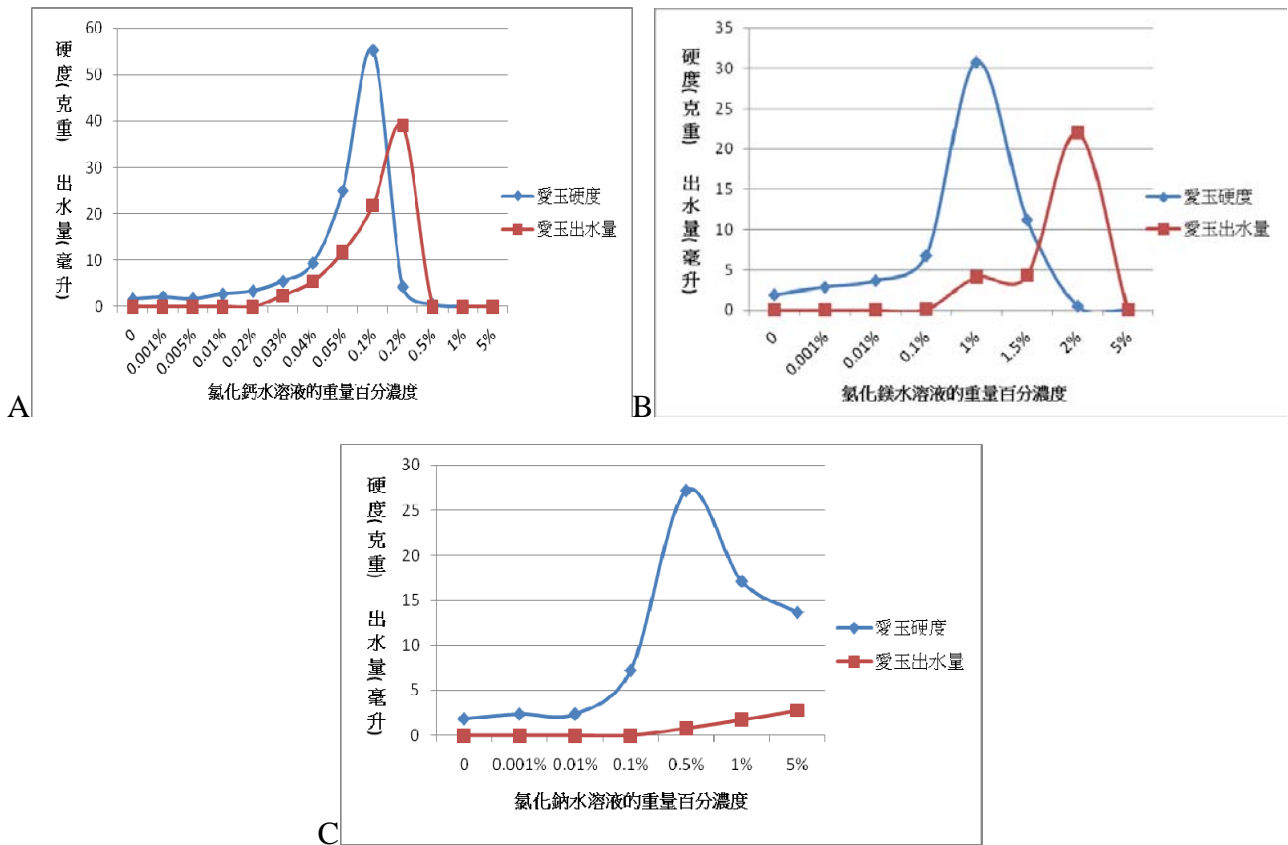 A
硬度(克重) 出水量(毫升)
60
50
40
30
20
10
0
0 0.001% 0.005% 0.01% 0.02% 0.03% 0.04% 0.05% 0.1% 0.2% 0.5% 1% 5%
氯化鈣水溶液的重量百分濃度
愛玉硬度
愛玉出水量
B
硬度(克重) 出水量(毫升)
35
30
25
20
15
10
5
0
0 0.001% 0.01% 0.1% 1% 1.5% 2% 5%
氯化鎂水溶液的重量百分濃度
愛玉硬度
愛玉出水量
C
硬度(克重) 出水量(毫升)
30
25
20
15
10
5
0
0 0.001% 0.01% 0.1% 0.5% 1% 5%
氯化鈉水溶液的重量百分濃度
愛玉硬度
愛玉出水量